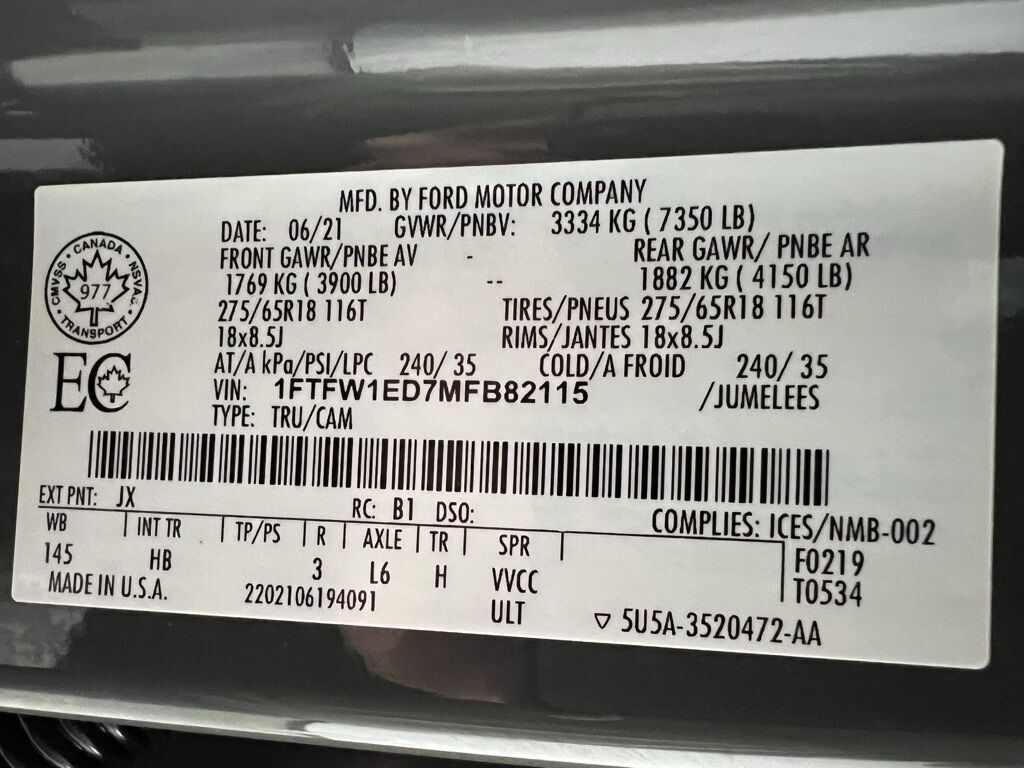 MFD. BY FORD MOTOR COMPANY
DATE: 06/21 GVWR/PNBV: 3334 KG ( 7350 LB)
FRONT GAWR/PNBE AV - REAR GAWR/ PNBE AR
1769 KG ( 3900 LB) -- 1882 KG ( 4150 LB)
275/65R18 116T TIRES/PNEUS 275/65R18 116T
18x8.5J RIMS/JANTES 18x8.5J
AT/A kPa/PSI/LPC 240/ 35 COLD/A FROID 240/ 35
VIN: 1FTFW1ED7MFB82115 /JUMELEES
TYPE: TRU/CAM
CANADA
CMVSS NSVAC
977
TRANSPORT
EC
EXT PNT: JX RC: B1 DSO: COMPLIES: ICES/NMB-002
WB | INT TR | TP/PS | R | AXLE | TR | SPR | F0219
145 HB 3 L6 H VVCC T0534
MADE IN U.S.A. 2202106194091 ULT ▽ 5U5A-3520472-AA